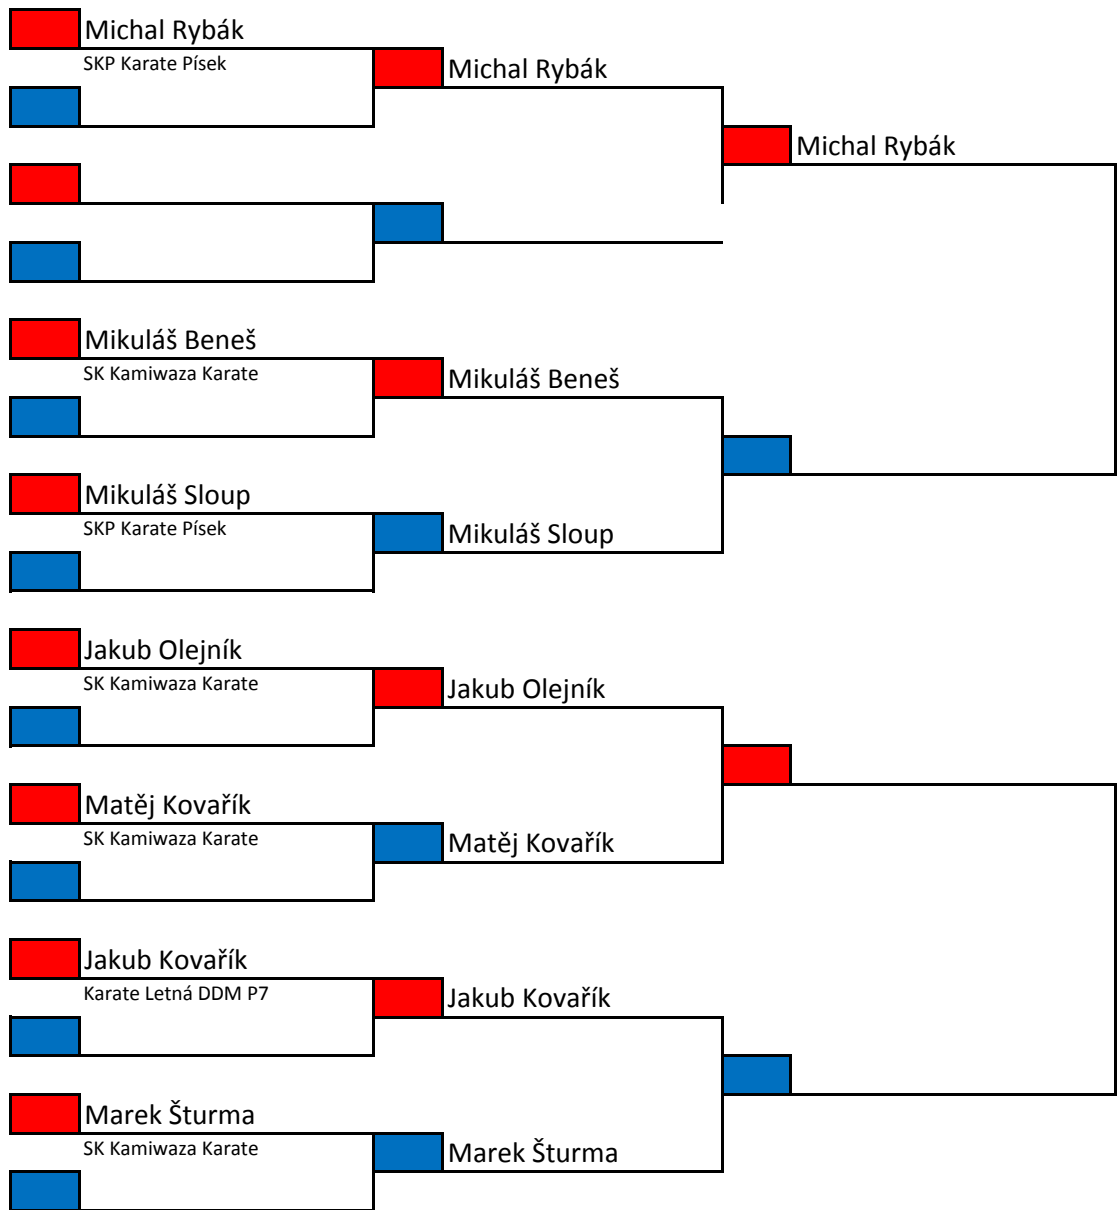 Michal Rybák
SKP Karate Písek
Michal Rybák
Michal Rybák
Mikuláš Beneš
SK Kamiwaza Karate
Mikuláš Beneš
Mikuláš Sloup
SKP Karate Písek
Mikuláš Sloup
Jakub Olejník
SK Kamiwaza Karate
Jakub Olejník
Matěj Kovařík
SK Kamiwaza Karate
Matěj Kovařík
Jakub Kovařík
Karate Letná DDM P7
Jakub Kovařík
Marek Šturma
SK Kamiwaza Karate
Marek Šturma